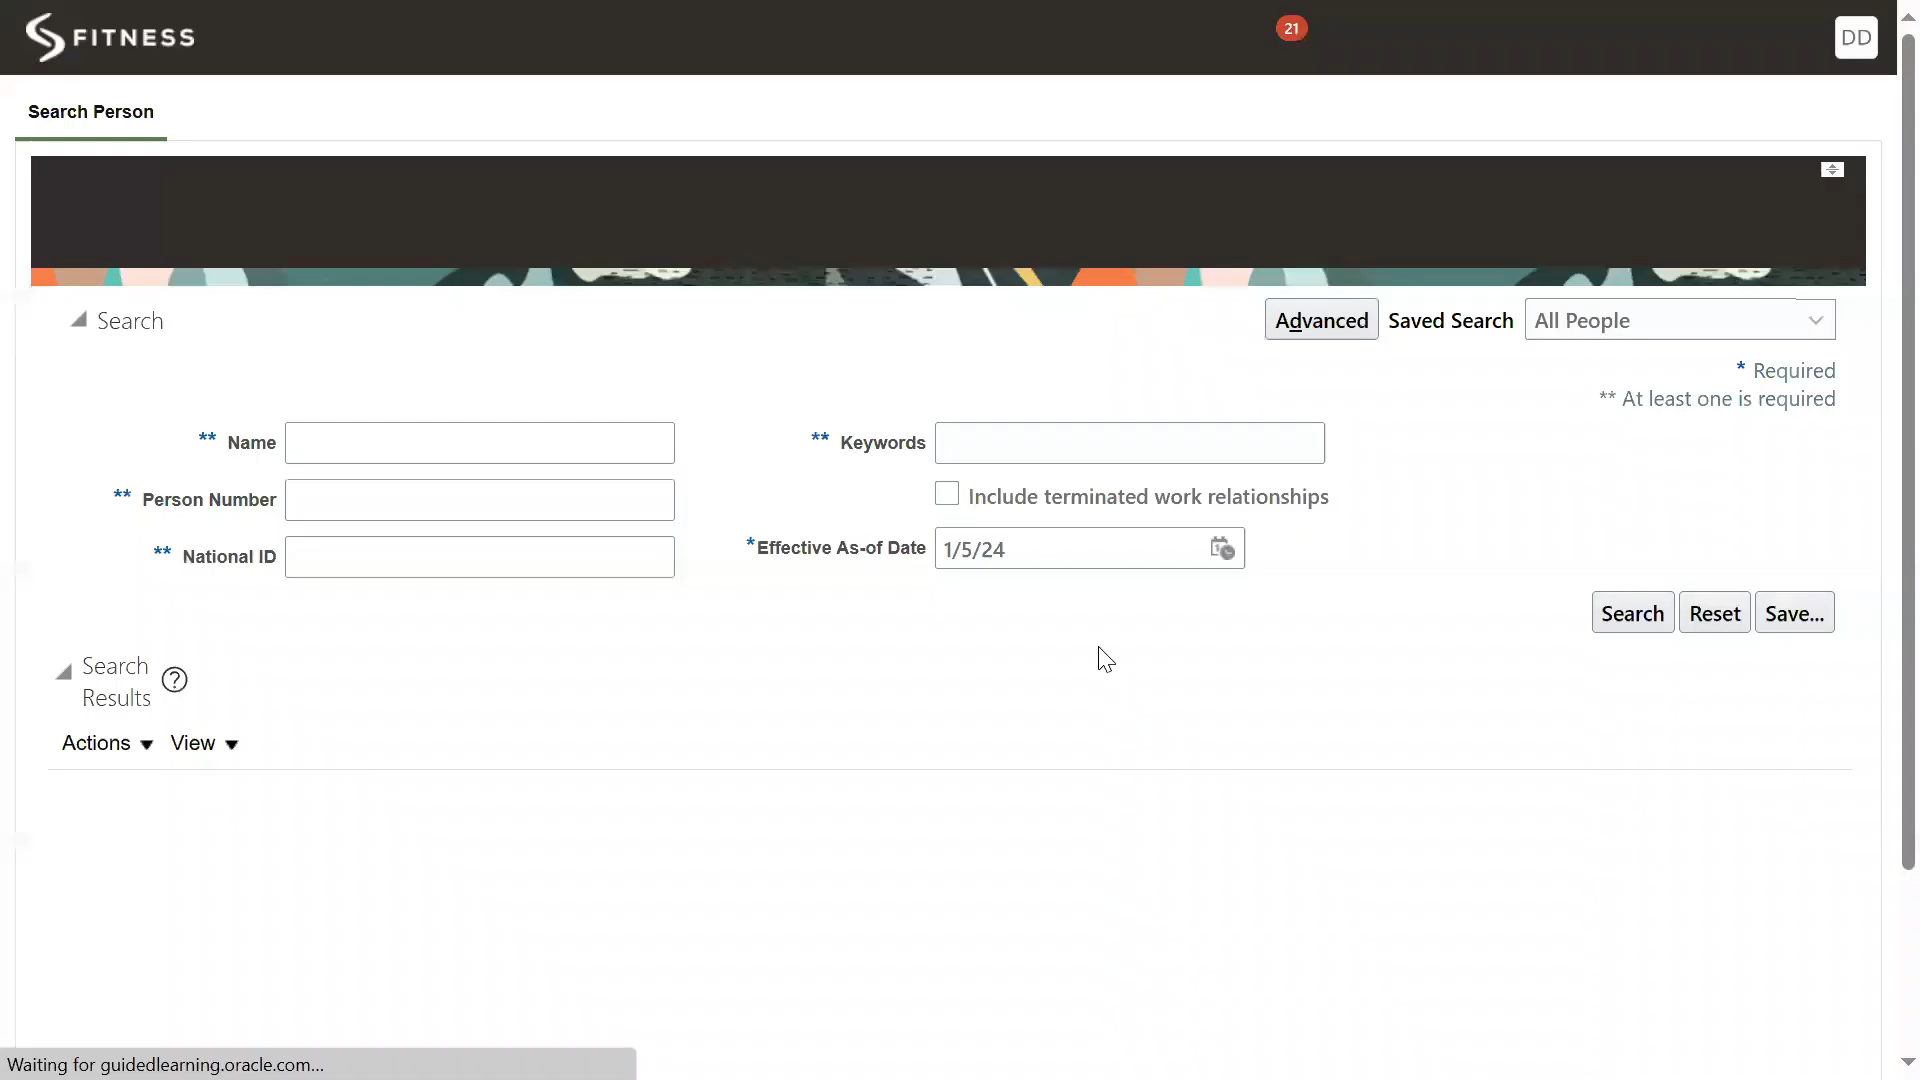 FITNESS
21
DD
Search Person
Search
Advanced Saved Search All People
* Required
** At least one is required
** Name
** Keywords
** Person Number
Include terminated work relationships
** National ID
*Effective As-of Date 1/5/24
Search Reset Save...
Search
Results
Actions View
Waiting for guidedlearning.oracle.com...